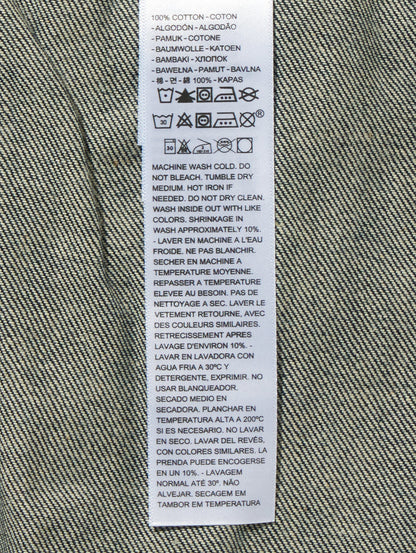 100% COTTON - COTON
- ALGODÓN - ALGODÃO
- PAMUK - COTONE
- BAUMWOLLE - KATOEN
- BAMBAKI - ХЛОПОК
- BAWEŁNA - PAMUT - BAVLNA
- 棉 - 면 - 綿 100% - KAPAS
30
®
30
MACHINE WASH COLD. DO
NOT BLEACH. TUMBLE DRY
MEDIUM. HOT IRON IF
NEEDED. DO NOT DRY CLEAN.
WASH INSIDE OUT WITH LIKE
COLORS. SHRINKAGE IN
WASH APPROXIMATELY 10%.
- LAVER EN MACHINE A L'EAU
FROIDE. NE PAS BLANCHIR.
SECHER EN MACHINE A
TEMPERATURE MOYENNE.
REPASSER A TEMPERATURE
ELEVEE AU BESOIN. PAS DE
NETTOYAGE A SEC. LAVER LE
VETEMENT RETOURNE, AVEC
DES COULEURS SIMILAIRES.
RETRECISSEMENT APRES
LAVAGE D'ENVIRON 10%. -
LAVAR EN LAVADORA CON
AGUA FRIA A 30ºC Y
DETERGENTE, EXPRIMIR. NO
USAR BLANQUEADOR.
SECADO MEDIO EN
SECADORA. PLANCHAR EN
TEMPERATURA ALTA A 200ºC
SI ES NECESARIO. NO LAVAR
EN SECO. LAVAR DEL REVÉS,
CON COLORES SIMILARES. LA
PRENDA PUEDE ENCOGERSE
EN UN 10%. - LAVAGEM
NORMAL ATÉ 30º. NÃO
ALVEJAR. SECAGEM EM
TAMBOR EM TEMPERATURA